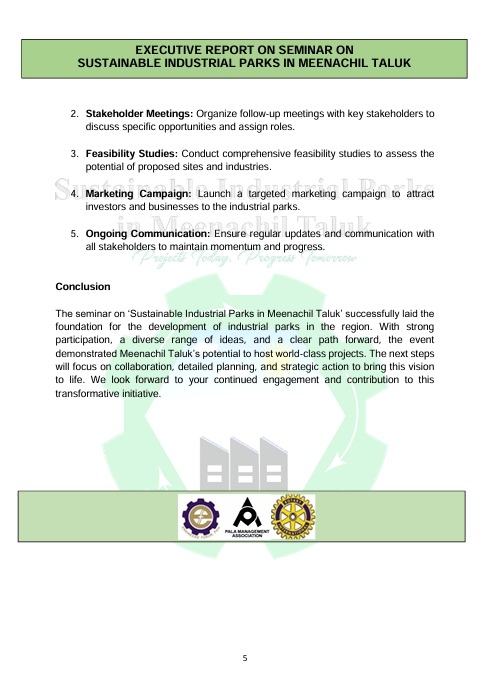 EXECUTIVE REPORT ON SEMINAR ON
SUSTAINABLE INDUSTRIAL PARKS IN MEENACHIL TALUK
2. Stakeholder Meetings: Organize follow-up meetings with key stakeholders to
discuss specific opportunities and assign roles.
3. Feasibility Studies: Conduct comprehensive feasibility studies to assess the
potential of proposed sites and industries.
Sustainable Industrial Parks
4. Marketing Campaign: Launch a targeted marketing campaign to attract
investors and businesses to the industrial parks.
in Meenachil Taluk
5. Ongoing Communication: Ensure regular updates and communication with
all stakeholders to maintain momentum and progress.
Projects Today, Progress Tomorrow
Conclusion
The seminar on ‘Sustainable Industrial Parks in Meenachil Taluk’ successfully laid the
foundation for the development of industrial parks in the region. With strong
participation, a diverse range of ideas, and a clear path forward, the event
demonstrated Meenachil Taluk’s potential to host world-class projects. The next steps
will focus on collaboration, detailed planning, and strategic action to bring this vision
to life. We look forward to your continued engagement and contribution to this
transformative initiative.
PALA MANAGEMENT
ASSOCIATION
ROTARY
INTERNATIONAL
5